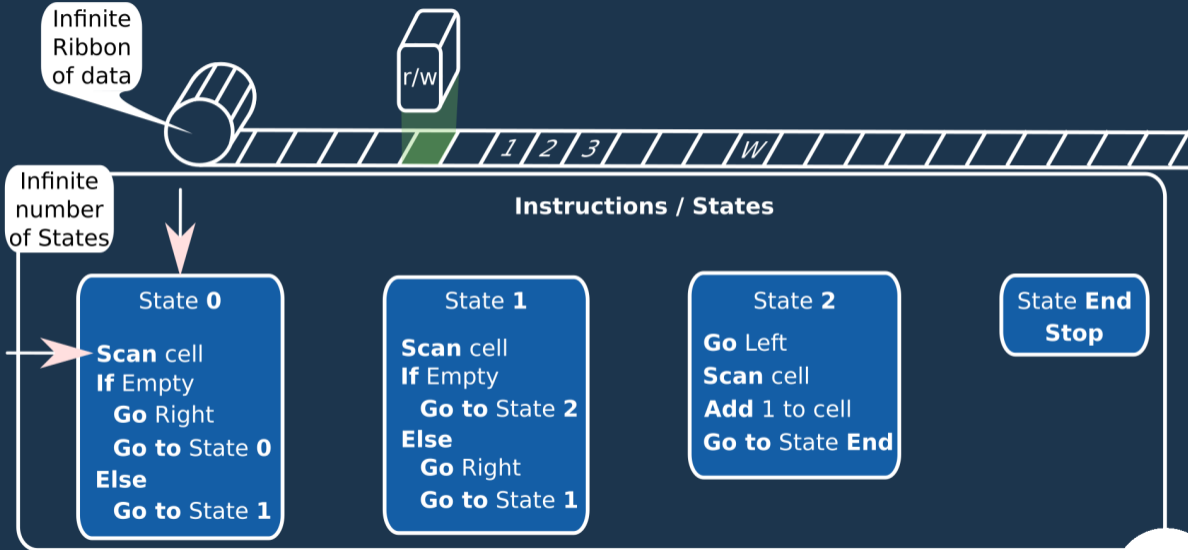 Infinite
Ribbon
of data
r/w
1 2 3 W
Infinite
number
of States
Instructions / States
State 0
Scan cell
If Empty
Go Right
Go to State 0
Else
Go to State 1
State 1
Scan cell
If Empty
Go to State 2
Else
Go Right
Go to State 1
State 2
Go Left
Scan cell
Add 1 to cell
Go to State End
State End
Stop